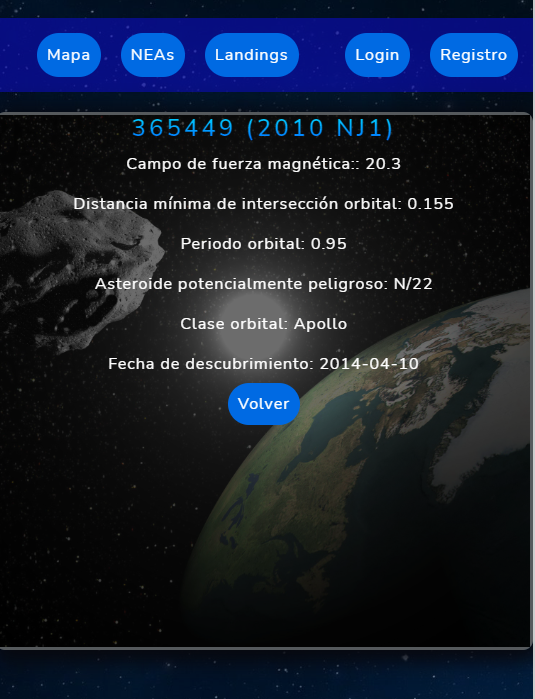 Mapa NEAs Landings Login Registro
365449 (2010 NJ1)
Campo de fuerza magnética:: 20.3
Distancia mínima de intersección orbital: 0.155
Periodo orbital: 0.95
Asteroide potencialmente peligroso: N/22
Clase orbital: Apollo
Fecha de descubrimiento: 2014-04-10
Volver